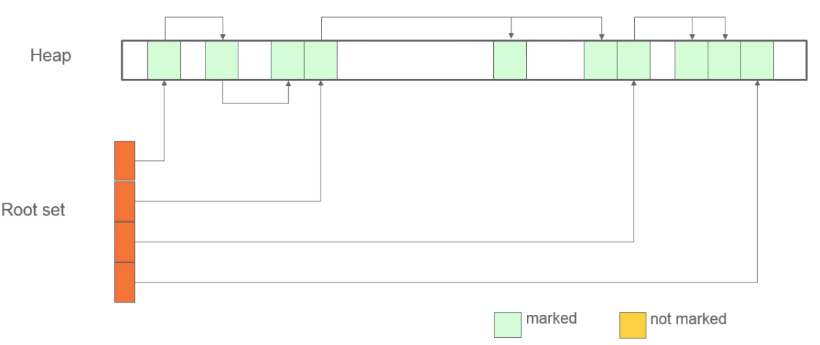 Heap
Root set
marked
not marked